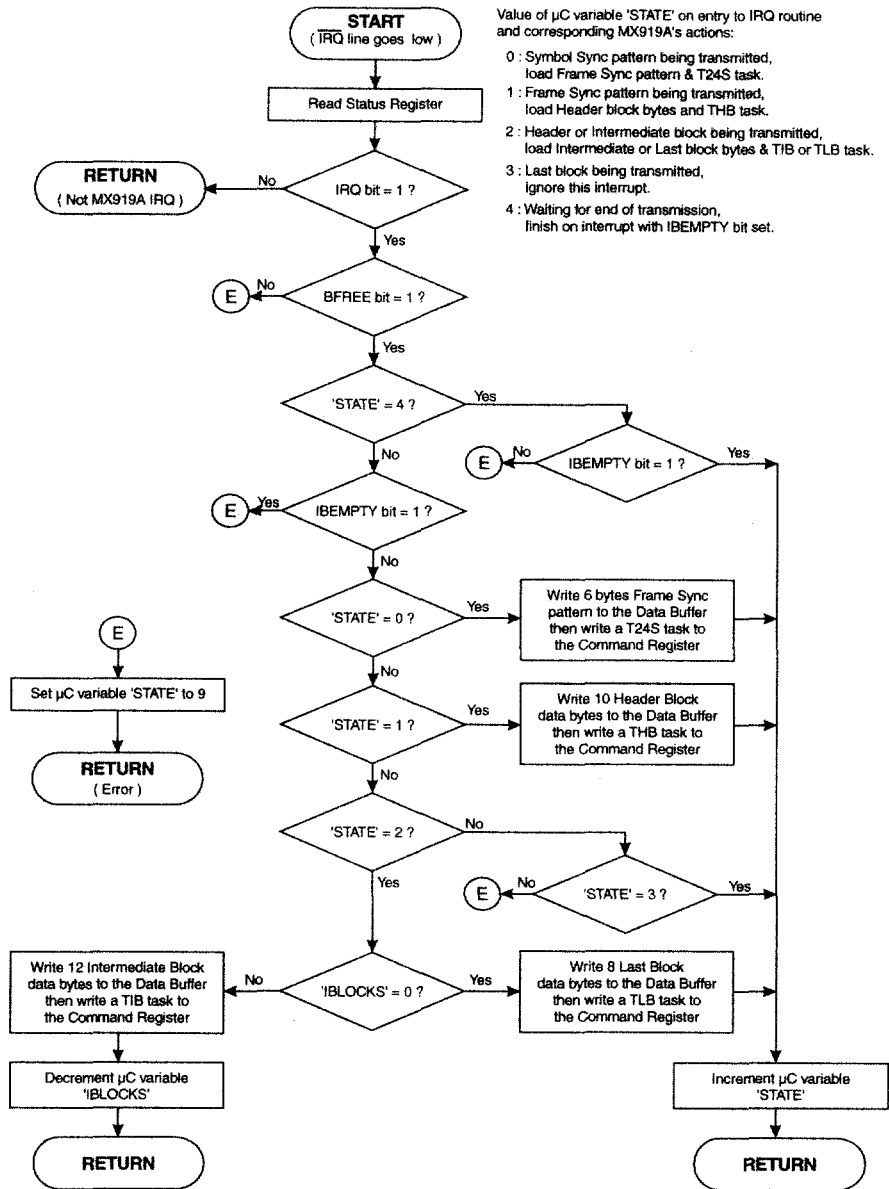 START
( IRQ line goes low )
Value of µC variable 'STATE' on entry to IRQ routine
and corresponding MX919A's actions:
0 : Symbol Sync pattern being transmitted,
load Frame Sync pattern & T24S task.
1 : Frame Sync pattern being transmitted,
load Header block bytes and THB task.
2 : Header or Intermediate block being transmitted,
load Intermediate or Last block bytes & TIB or TLB task.
3 : Last block being transmitted,
ignore this interrupt.
4 : Waiting for end of transmission,
finish on interrupt with IBEMPTY bit set.
Read Status Register
IRQ bit = 1 ?
No
RETURN
( Not MX919A IRQ )
Yes
BFREE bit = 1 ?
No
E
Yes
'STATE' = 4 ?
Yes
No
IBEMPTY bit = 1 ?
No
E
Yes
IBEMPTY bit = 1 ?
Yes
E
No
'STATE' = 0 ?
Yes
Write 6 bytes Frame Sync
pattern to the Data Buffer
then write a T24S task to
the Command Register
No
E
Set µC variable 'STATE' to 9
RETURN
( Error )
'STATE' = 1 ?
Yes
Write 10 Header Block
data bytes to the Data Buffer
then write a THB task to
the Command Register
No
'STATE' = 2 ?
No
Yes
'STATE' = 3 ?
No
E
Yes
'IBLOCKS' = 0 ?
No
Write 12 Intermediate Block
data bytes to the Data Buffer
then write a TIB task to
the Command Register
Yes
Write 8 Last Block
data bytes to the Data Buffer
then write a TLB task to
the Command Register
Decrement µC variable
'IBLOCKS'
RETURN
Increment µC variable
'STATE'
RETURN